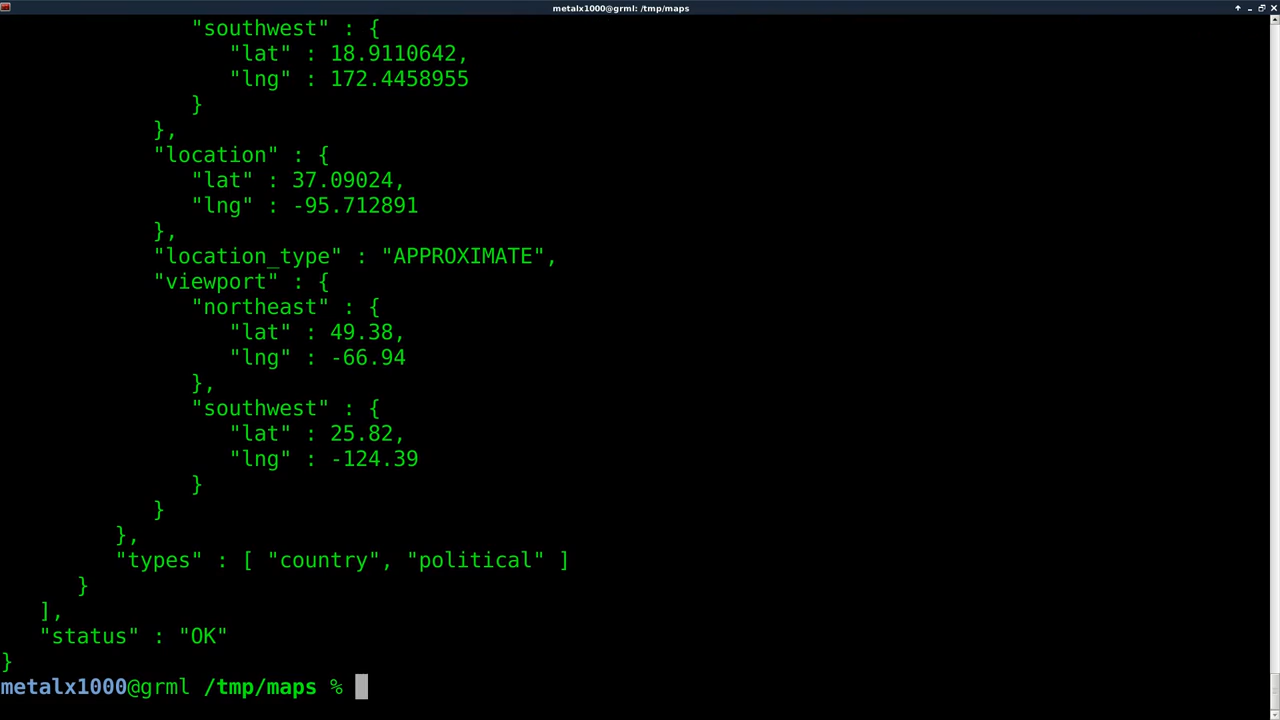 metalx1000@grml: /tmp/maps
"southwest" : {
"lat" : 18.9110642,
"lng" : 172.4458955
}
},
"location" : {
"lat" : 37.09024,
"lng" : -95.712891
},
"location_type" : "APPROXIMATE",
"viewport" : {
"northeast" : {
"lat" : 49.38,
"lng" : -66.94
},
"southwest" : {
"lat" : 25.82,
"lng" : -124.39
}
}
},
"types" : [ "country", "political" ]
}
],
"status" : "OK"
}
metalx1000@grml /tmp/maps %